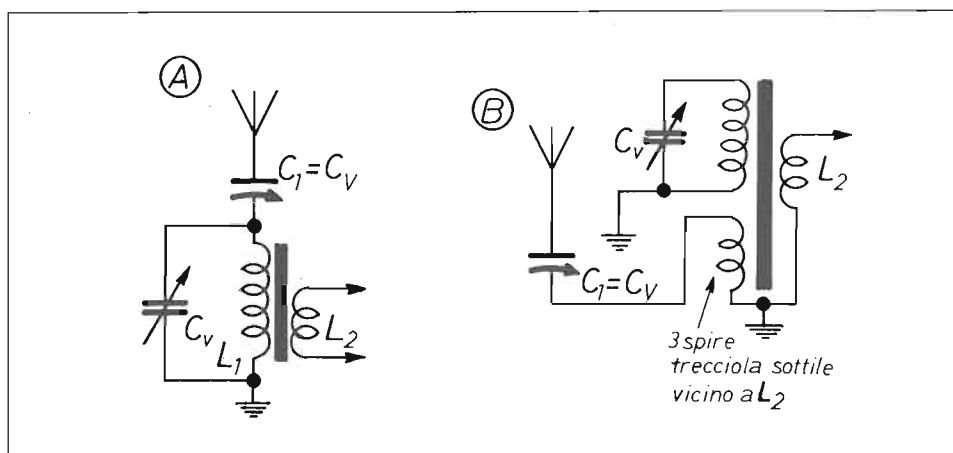 A
C₁=Cᵥ
Cᵥ
L₁
L₂
B
Cᵥ
L₂
C₁=Cᵥ
3 spire
trecciola sottile
vicino a L₂